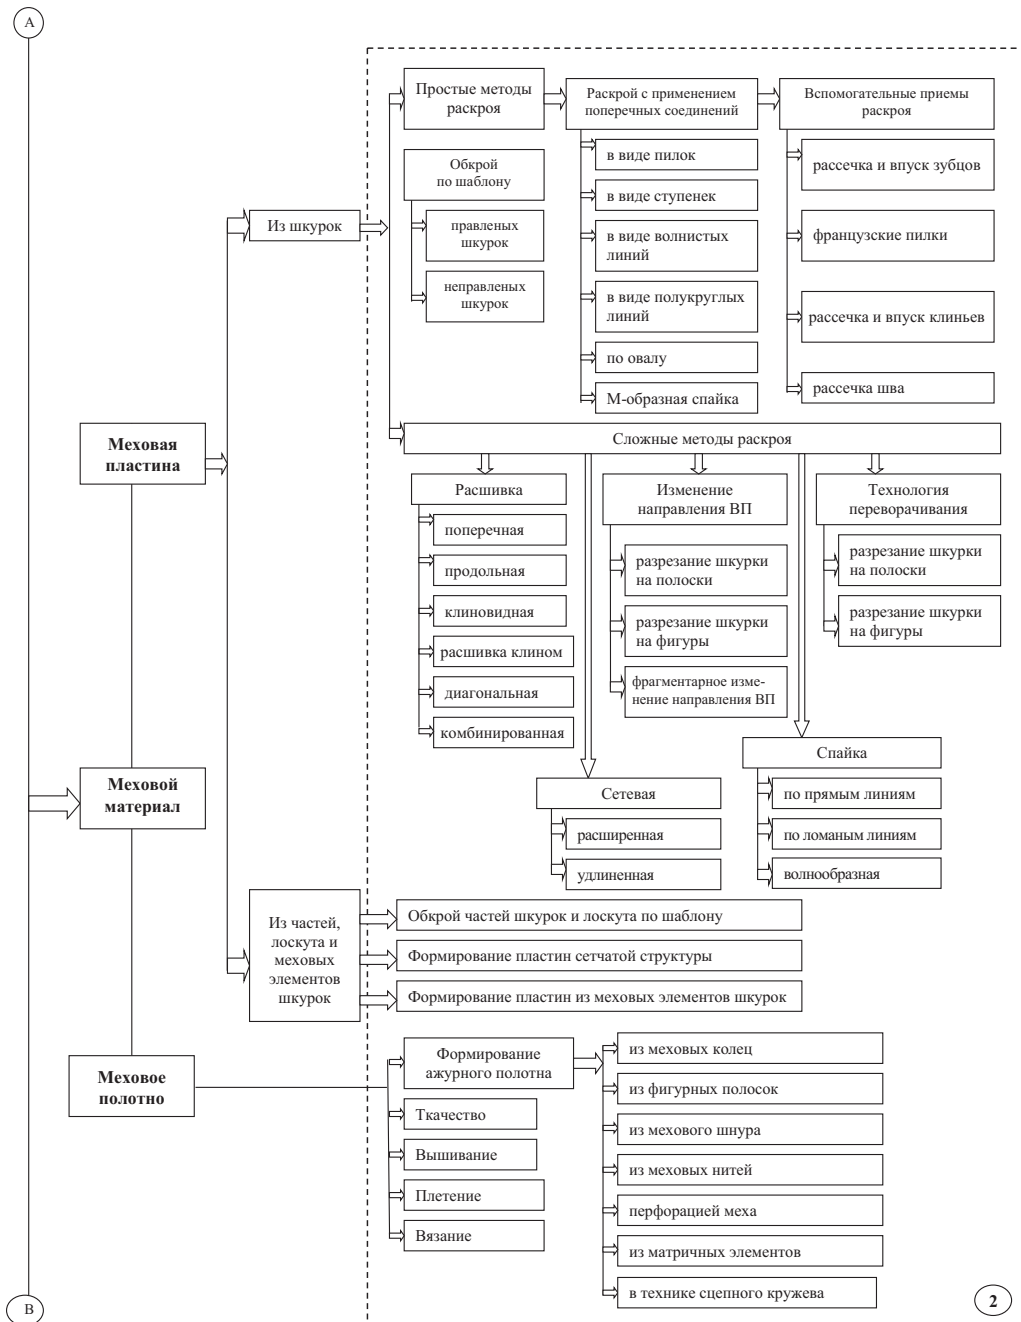 А
Простые методы
раскроя
Раскрой с применением
поперечных соединений
Вспомогательные приемы
раскроя
Обкрой
по шаблону
правленых
шкурок
неправленых
шкурок
в виде пилок
в виде ступенек
в виде волнистых
линий
в виде полукруглых
линий
по овалу
М-образная спайка
рассечка и впуск зубцов
французские пилки
рассечка и впуск клиньев
рассечка шва
Из шкурок
Меховая
пластина
Сложные методы раскроя
Расшивка
поперечная
продольная
клиновидная
расшивка клином
диагональная
комбинированная
Изменение
направления ВП
разрезание шкурки
на полоски
разрезание шкурки
на фигуры
фрагментарное изме-
нение направления ВП
Технология
переворачивания
разрезание шкурки
на полоски
разрезание шкурки
на фигуры
Сетевая
расширенная
удлиненная
Спайка
по прямым линиям
по ломаным линиям
волнообразная
Меховой
материал
Из частей,
лоскута и
меховых
элементов
шкурок
Обкрой частей шкурок и лоскута по шаблону
Формирование пластин сетчатой структуры
Формирование пластин из меховых элементов шкурок
Меховое
полотно
Формирование
ажурного полотна
Ткачество
Вышивание
Плетение
Вязание
из меховых колец
из фигурных полосок
из мехового шнура
из меховых нитей
перфорацией меха
из матричных элементов
в технике сцепного кружева
В
2